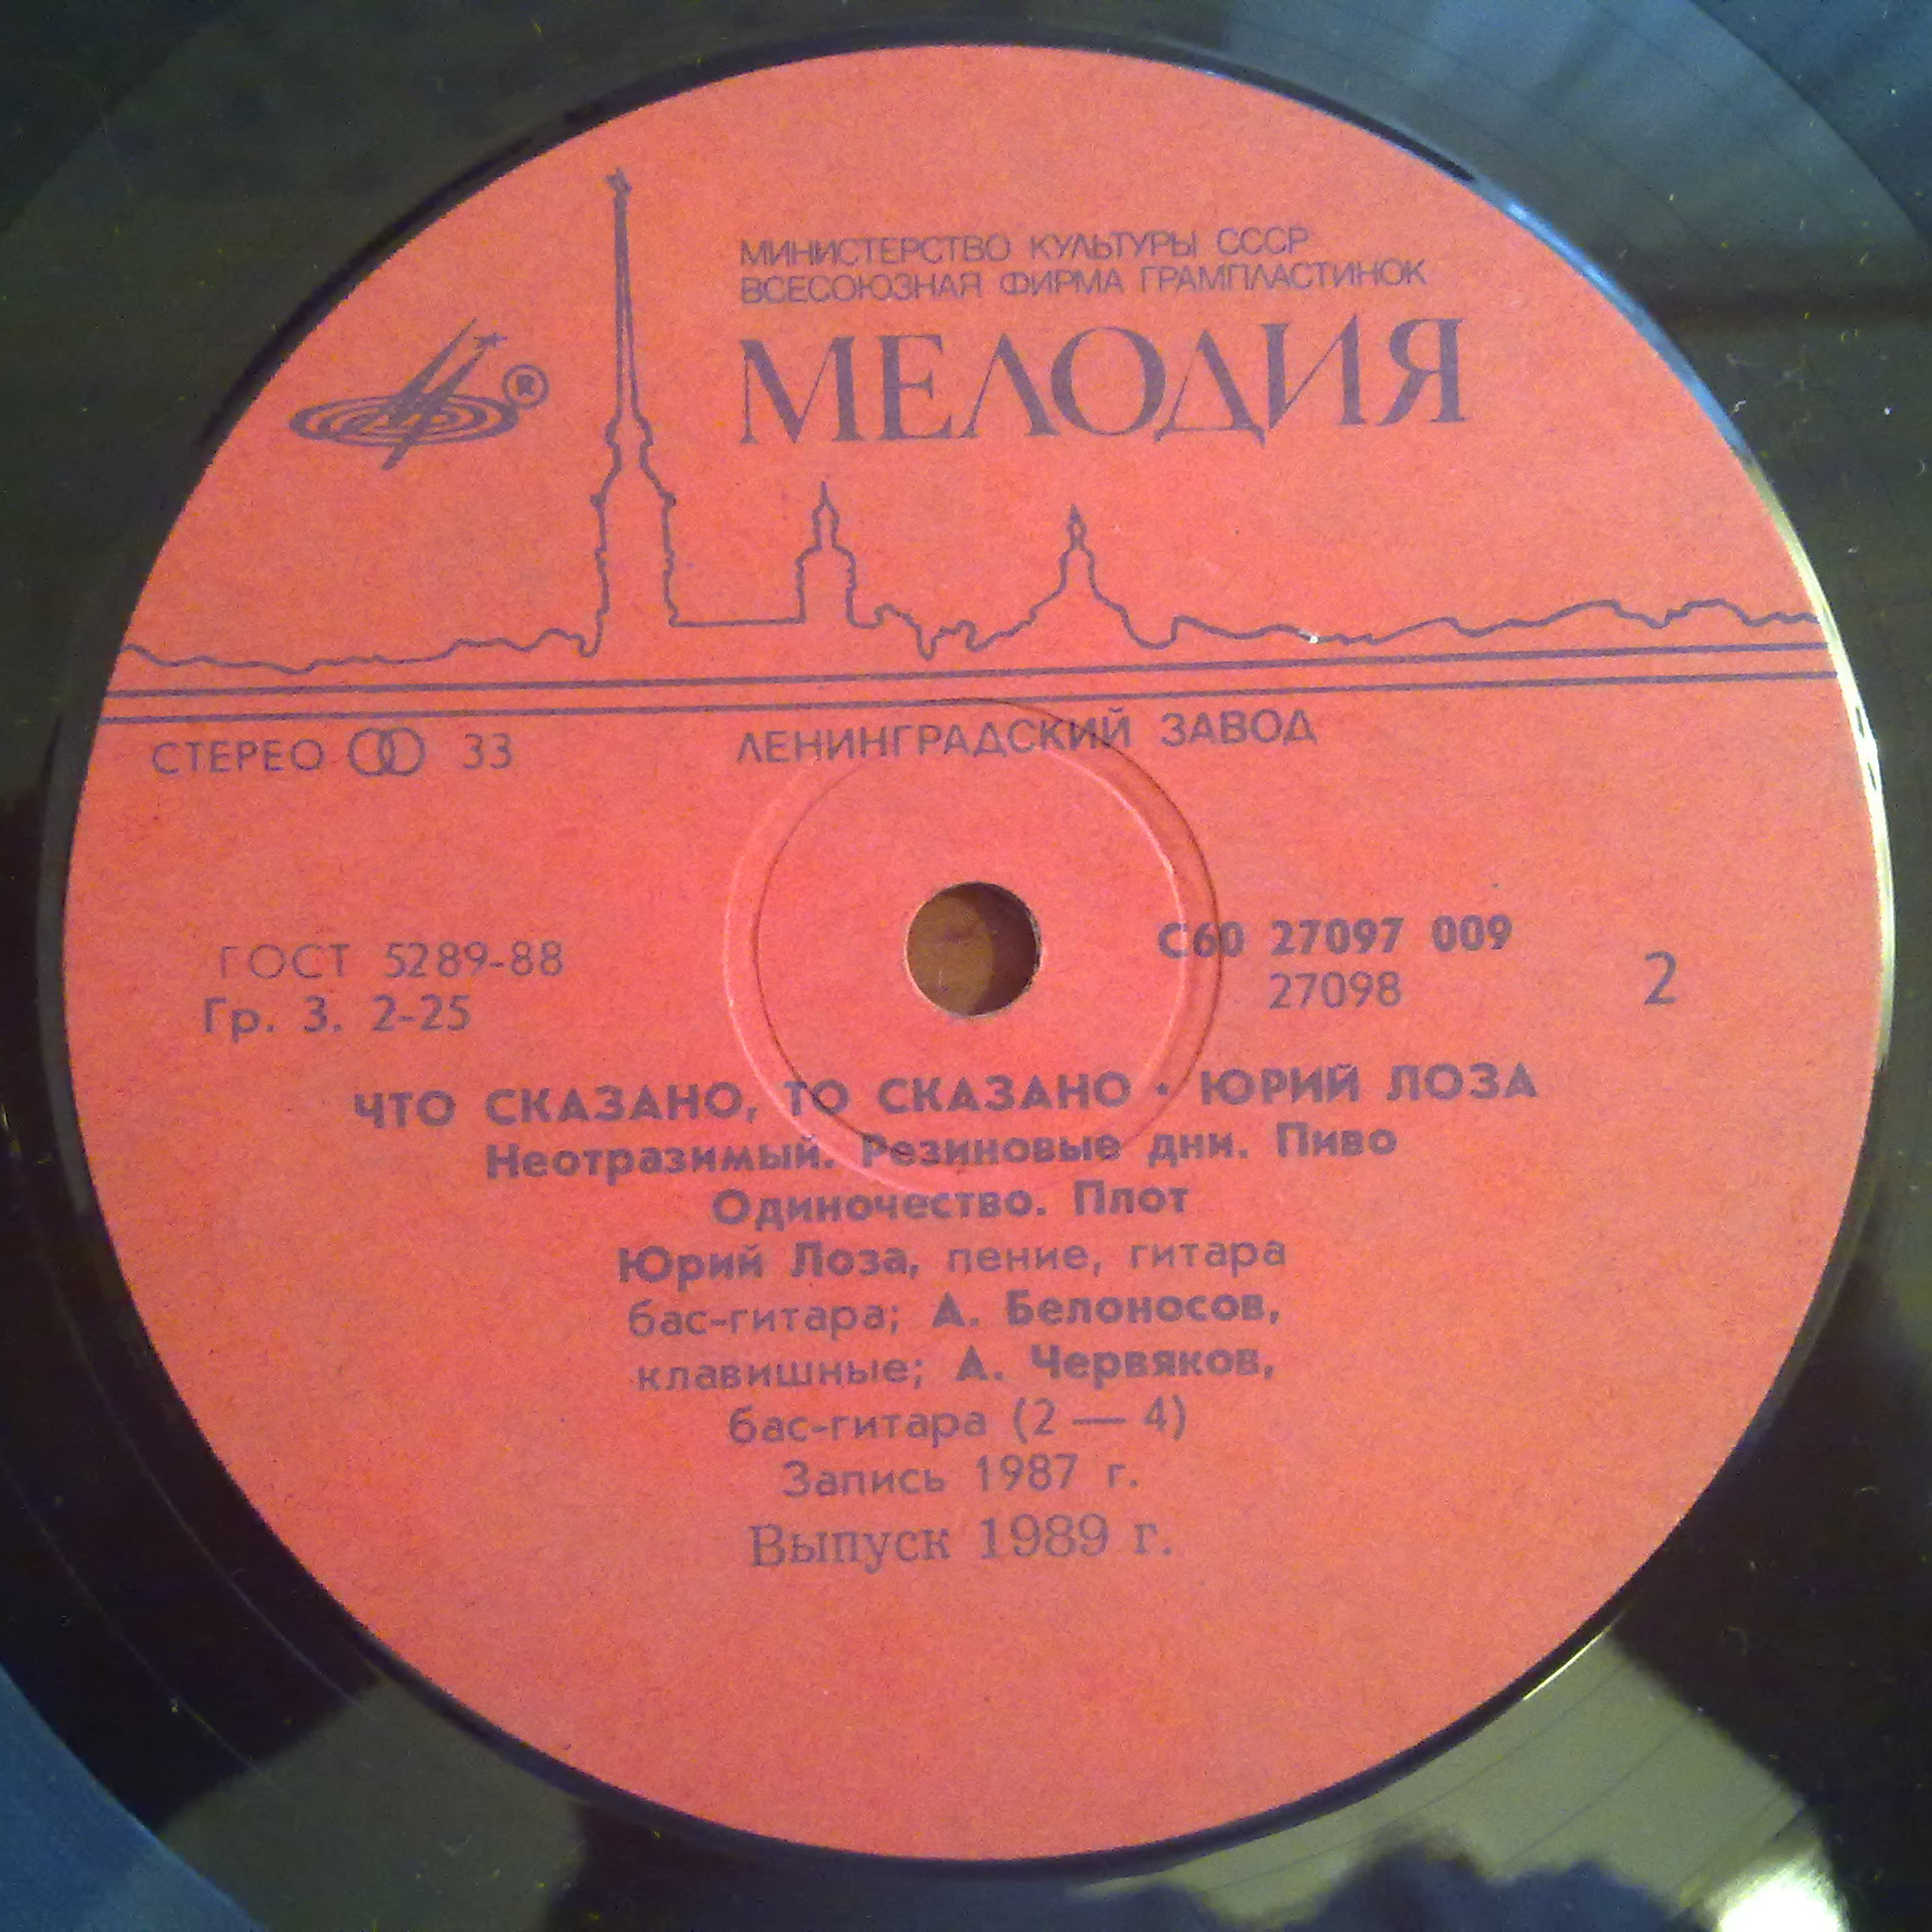 МИНИСТЕРСТВО КУЛЬТУРЫ СССР
ВСЕСОЮЗНАЯ ФИРМА ГРАМПЛАСТИНОК
МЕЛОДИЯ
®
СТЕРЕО 33
ЛЕНИНГРАДСКИЙ ЗАВОД
ГОСТ 5289-88
Гр. 3. 2-25
С60 27097 009
27098
2
ЧТО СКАЗАНО, ТО СКАЗАНО · ЮРИЙ ЛОЗА
Неотразимый. Резиновые дни. Пиво
Одиночество. Плот
Юрий Лоза, пение, гитара
бас-гитара; А. Белоносов,
клавишные; А. Червяков,
бас-гитара (2 — 4)
Запись 1987 г.
Выпуск 1989 г.